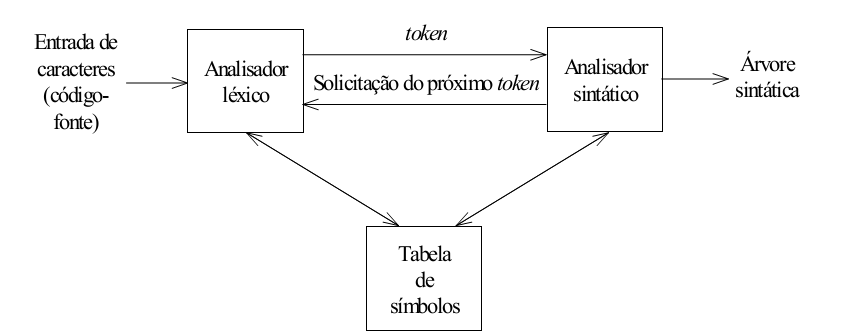 Entrada de
caracteres
(código-
fonte)
Analisador
léxico
token
Solicitação do próximo token
Analisador
sintático
Árvore
sintática
Tabela
de
símbolos